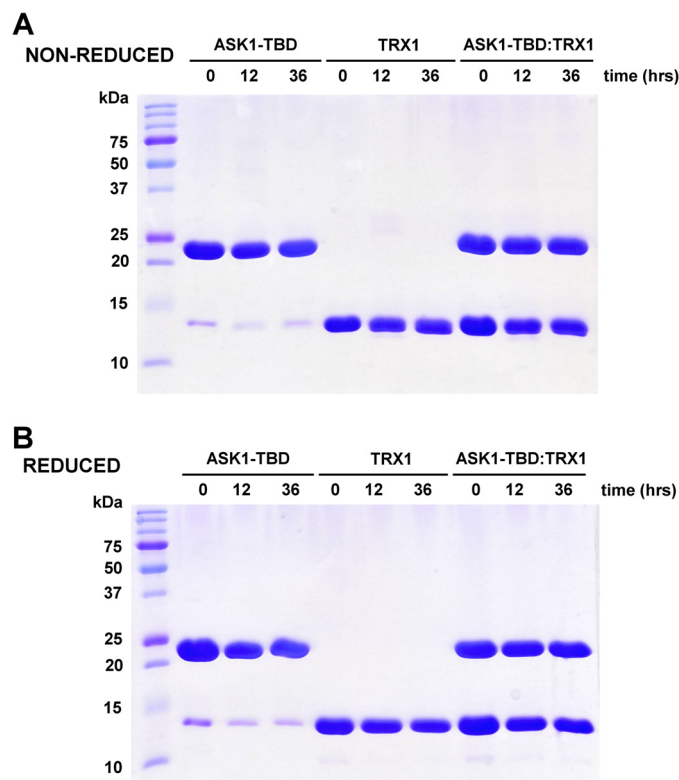 A
NON-REDUCED
ASK1-TBD TRX1 ASK1-TBD:TRX1
0 12 36 0 12 36 0 12 36 time (hrs)
kDa
75
50
37
25
20
15
10
B
REDUCED
ASK1-TBD TRX1 ASK1-TBD:TRX1
0 12 36 0 12 36 0 12 36 time (hrs)
kDa
75
50
37
25
20
15
10